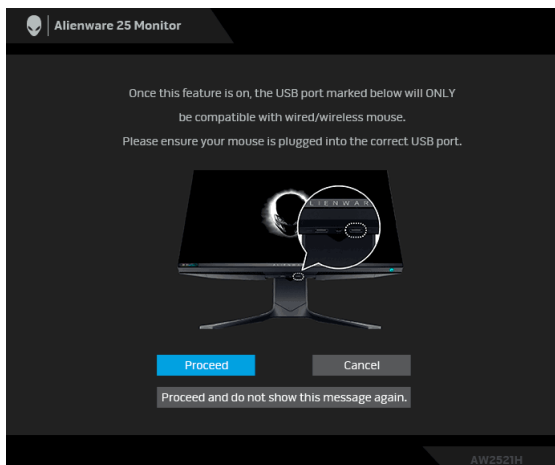 Alienware 25 Monitor
Once this feature is on, the USB port marked below will ONLY
be compatible with wired/wireless mouse.
Please ensure your mouse is plugged into the correct USB port.
ALIENWAR
Proceed
Cancel
Proceed and do not show this message again.
AW2521H